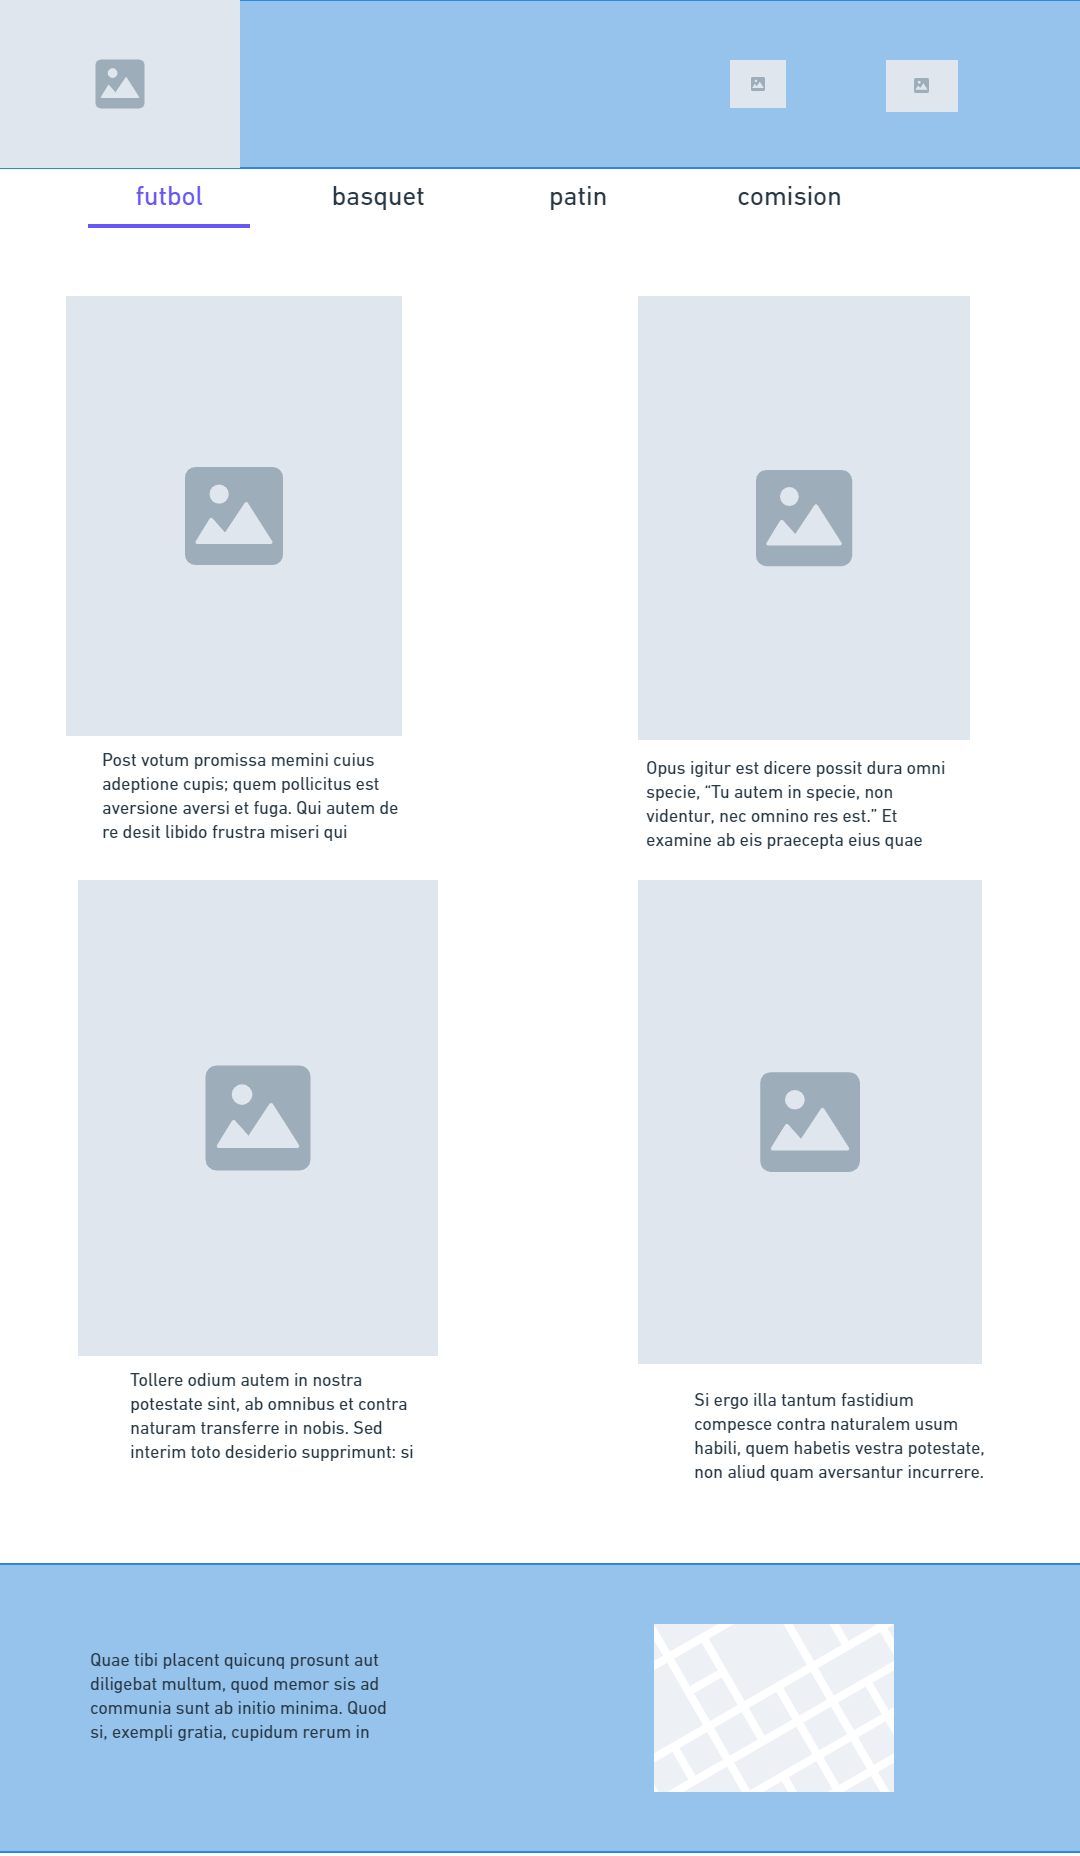 futbol
basquet
patin
comision
Post votum promissa memini cuius
adeptione cupis; quem pollicitus est
aversione aversi et fuga. Qui autem de
re desit libido frustra miseri qui
Opus igitur est dicere possit dura omni
specie, “Tu autem in specie, non
videntur, nec omnino res est.” Et
examine ab eis praecepta eius quae
Tollere odium autem in nostra
potestate sint, ab omnibus et contra
naturam transferre in nobis. Sed
interim toto desiderio supprimunt: si
Si ergo illa tantum fastidium
compesce contra naturalem usum
habili, quem habetis vestra potestate,
non aliud quam aversantur incurrere.
Quae tibi placent quicunq prosunt aut
diligebat multum, quod memor sis ad
communia sunt ab initio minima. Quod
si, exempli gratia, cupidum rerum in